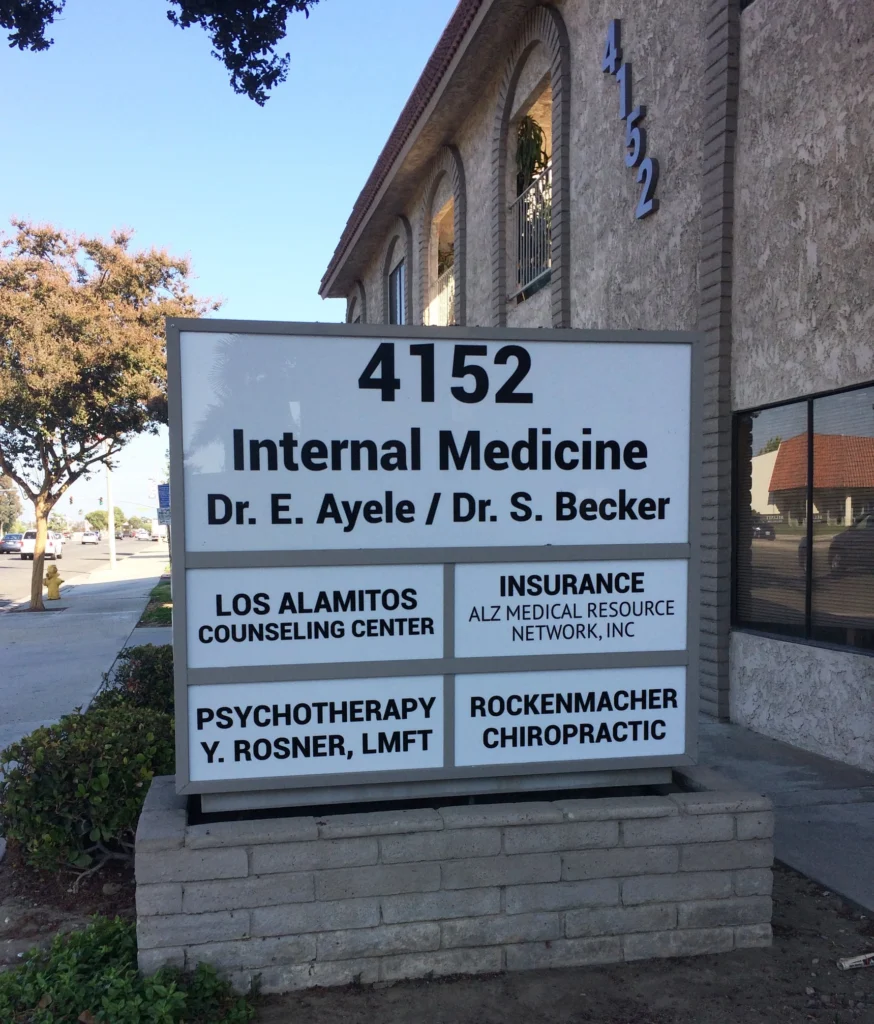 4152
4152
Internal Medicine
Dr. E. Ayele / Dr. S. Becker
LOS ALAMITOS
COUNSELING CENTER
INSURANCE
ALZ MEDICAL RESOURCE
NETWORK, INC
PSYCHOTHERAPY
Y. ROSNER, LMFT
ROCKENMACHER
CHIROPRACTIC